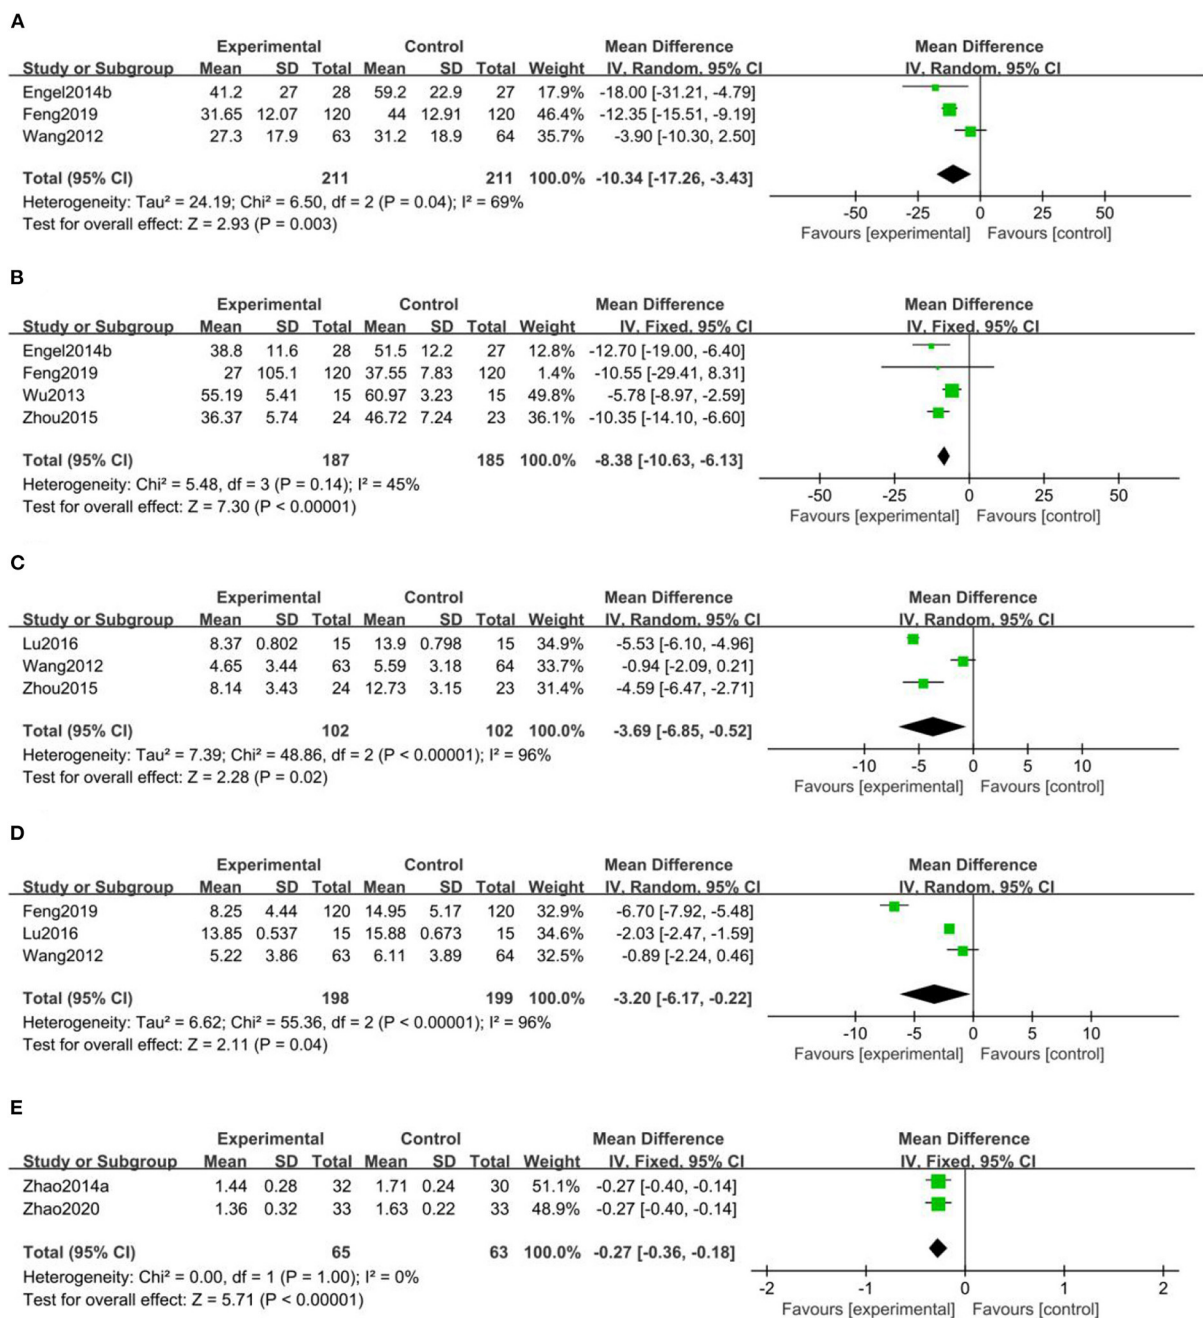 A
Experimental Control Mean Difference Mean Difference
Study or Subgroup Mean SD Total Mean SD Total Weight IV, Random, 95% CI IV, Random, 95% CI
Engel2014b 41.2 27 28 59.2 22.9 27 17.9% -18.00 [-31.21, -4.79]
Feng2019 31.65 12.07 120 44 12.91 120 46.4% -12.35 [-15.51, -9.19]
Wang2012 27.3 17.9 63 31.2 18.9 64 35.7% -3.90 [-10.30, 2.50]
Total (95% CI) 211 211 100.0% -10.34 [-17.26, -3.43]
Heterogeneity: Tau² = 24.19; Chi² = 6.50, df = 2 (P = 0.04); I² = 69%
Test for overall effect: Z = 2.93 (P = 0.003)
-50 -25 0 25 50
Favours [experimental] Favours [control]
B
Experimental Control Mean Difference Mean Difference
Study or Subgroup Mean SD Total Mean SD Total Weight IV, Fixed, 95% CI IV, Fixed, 95% CI
Engel2014b 38.8 11.6 28 51.5 12.2 27 12.8% -12.70 [-19.00, -6.40]
Feng2019 27 105.1 120 37.55 7.83 120 1.4% -10.55 [-29.41, 8.31]
Wu2013 55.19 5.41 15 60.97 3.23 15 49.8% -5.78 [-8.97, -2.59]
Zhou2015 36.37 5.74 24 46.72 7.24 23 36.1% -10.35 [-14.10, -6.60]
Total (95% CI) 187 185 100.0% -8.38 [-10.63, -6.13]
Heterogeneity: Chi² = 5.48, df = 3 (P = 0.14); I² = 45%
Test for overall effect: Z = 7.30 (P < 0.00001)
-50 -25 0 25 50
Favours [experimental] Favours [control]
C
Experimental Control Mean Difference Mean Difference
Study or Subgroup Mean SD Total Mean SD Total Weight IV, Random, 95% CI IV, Random, 95% CI
Lu2016 8.37 0.802 15 13.9 0.798 15 34.9% -5.53 [-6.10, -4.96]
Wang2012 4.65 3.44 63 5.59 3.18 64 33.7% -0.94 [-2.09, 0.21]
Zhou2015 8.14 3.43 24 12.73 3.15 23 31.4% -4.59 [-6.47, -2.71]
Total (95% CI) 102 102 100.0% -3.69 [-6.85, -0.52]
Heterogeneity: Tau² = 7.39; Chi² = 48.86, df = 2 (P < 0.00001); I² = 96%
Test for overall effect: Z = 2.28 (P = 0.02)
-10 -5 0 5 10
Favours [experimental] Favours [control]
D
Experimental Control Mean Difference Mean Difference
Study or Subgroup Mean SD Total Mean SD Total Weight IV, Random, 95% CI IV, Random, 95% CI
Feng2019 8.25 4.44 120 14.95 5.17 120 32.9% -6.70 [-7.92, -5.48]
Lu2016 13.85 0.537 15 15.88 0.673 15 34.6% -2.03 [-2.47, -1.59]
Wang2012 5.22 3.86 63 6.11 3.89 64 32.5% -0.89 [-2.24, 0.46]
Total (95% CI) 198 199 100.0% -3.20 [-6.17, -0.22]
Heterogeneity: Tau² = 6.62; Chi² = 55.36, df = 2 (P < 0.00001); I² = 96%
Test for overall effect: Z = 2.11 (P = 0.04)
-10 -5 0 5 10
Favours [experimental] Favours [control]
E
Experimental Control Mean Difference Mean Difference
Study or Subgroup Mean SD Total Mean SD Total Weight IV, Fixed, 95% CI IV, Fixed, 95% CI
Zhao2014a 1.44 0.28 32 1.71 0.24 30 51.1% -0.27 [-0.40, -0.14]
Zhao2020 1.36 0.32 33 1.63 0.22 33 48.9% -0.27 [-0.40, -0.14]
Total (95% CI) 65 63 100.0% -0.27 [-0.36, -0.18]
Heterogeneity: Chi² = 0.00, df = 1 (P = 1.00); I² = 0%
Test for overall effect: Z = 5.71 (P < 0.00001)
-2 -1 0 1 2
Favours [experimental] Favours [control]